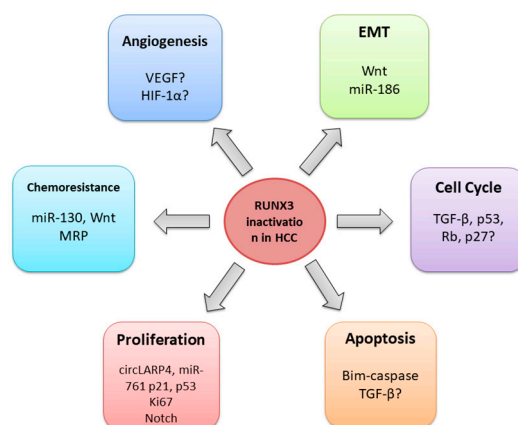 Angiogenesis
VEGF?
HIF-1α?
EMT
Wnt
miR-186
Chemoresistance
miR-130, Wnt
MRP
RUNX3
inactivatio
n in HCC
Cell Cycle
TGF-β, p53,
Rb, p27?
Proliferation
circLARP4, miR-
761 p21, p53
Ki67
Notch
Apoptosis
Bim-caspase
TGF-β?